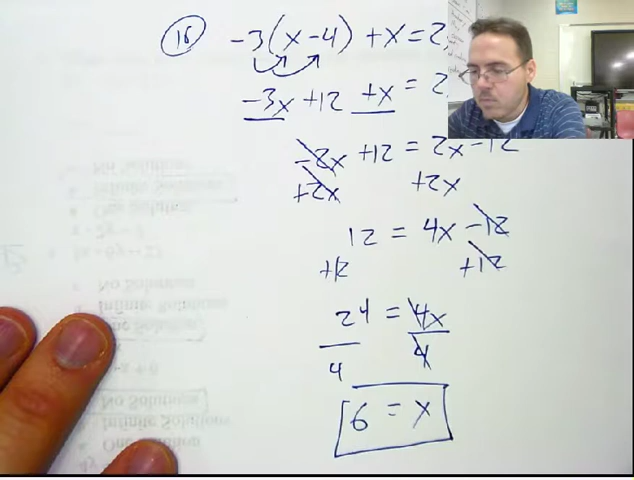 16 -3(x-4)+x=2
-3x+12+x=2
-2x+12=2x-12
+2x +2x
12=4x-12
+12 +12
24=4x
4 4
6=x
No Solutions
Infinite Solutions
One Solution
No Solutions
Infinite Solutions
One Solution
No Solutions
Infinite Solutions
One Solution